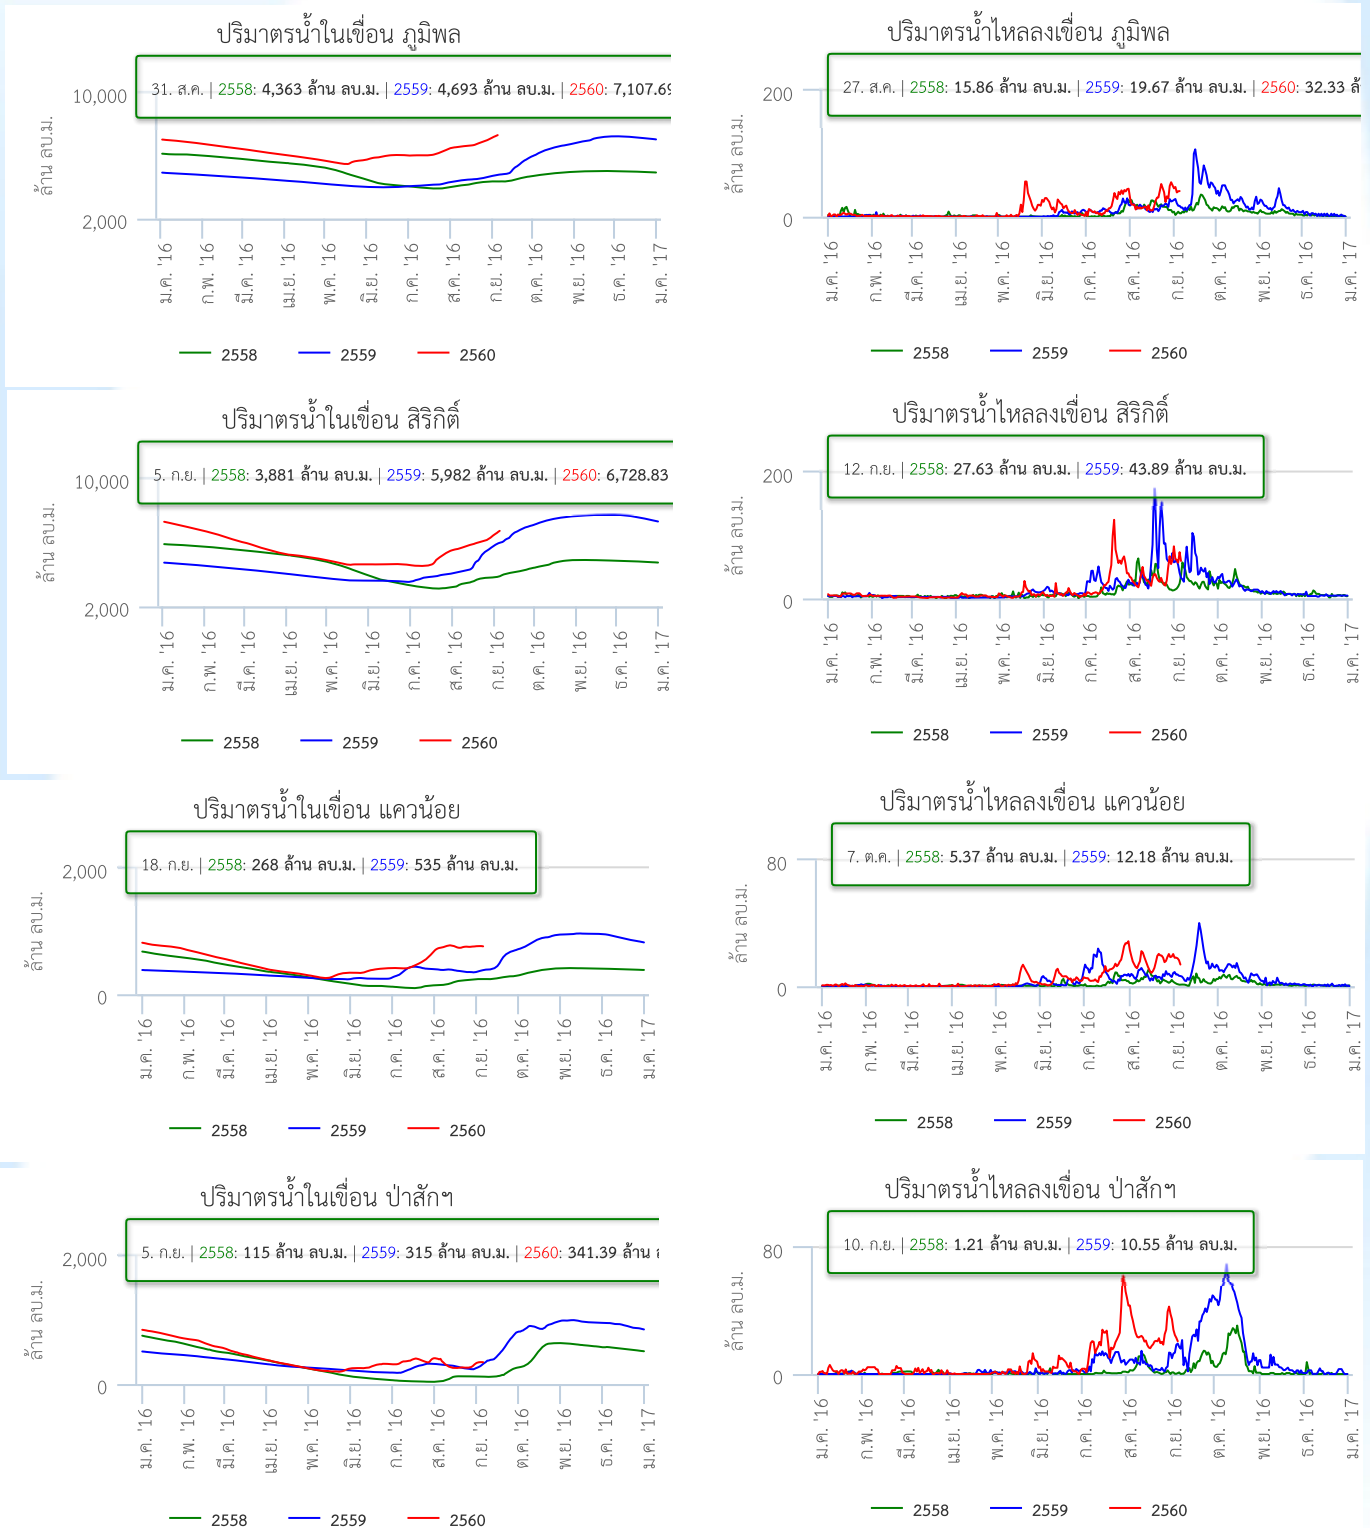 ปริมาตรน้ำในเขื่อน ภูมิพล
31. ส.ค. | 2558: 4,363 ล้าน ลบ.ม. | 2559: 4,693 ล้าน ลบ.ม. | 2560: 7,107.69
10,000
ล้าน ลบ.ม.
2,000
ม.ค. '16 ก.พ. '16 มี.ค. '16 เม.ย. '16 พ.ค. '16 มิ.ย. '16 ก.ค. '16 ส.ค. '16 ก.ย. '16 ต.ค. '16 พ.ย. '16 ธ.ค. '16 ม.ค. '17
2558 2559 2560
ปริมาตรน้ำไหลลงเขื่อน ภูมิพล
27. ส.ค. | 2558: 15.86 ล้าน ลบ.ม. | 2559: 19.67 ล้าน ลบ.ม. | 2560: 32.33
200
ล้าน ลบ.ม.
0
ม.ค. '16 ก.พ. '16 มี.ค. '16 เม.ย. '16 พ.ค. '16 มิ.ย. '16 ก.ค. '16 ส.ค. '16 ก.ย. '16 ต.ค. '16 พ.ย. '16 ธ.ค. '16 ม.ค. '17
2558 2559 2560
ปริมาตรน้ำในเขื่อน สิริกิติ์
5. ก.ย. | 2558: 3,881 ล้าน ลบ.ม. | 2559: 5,982 ล้าน ลบ.ม. | 2560: 6,728.83
10,000
ล้าน ลบ.ม.
2,000
ม.ค. '16 ก.พ. '16 มี.ค. '16 เม.ย. '16 พ.ค. '16 มิ.ย. '16 ก.ค. '16 ส.ค. '16 ก.ย. '16 ต.ค. '16 พ.ย. '16 ธ.ค. '16 ม.ค. '17
2558 2559 2560
ปริมาตรน้ำไหลลงเขื่อน สิริกิติ์
12. ก.ย. | 2558: 27.63 ล้าน ลบ.ม. | 2559: 43.89 ล้าน ลบ.ม.
200
ล้าน ลบ.ม.
0
ม.ค. '16 ก.พ. '16 มี.ค. '16 เม.ย. '16 พ.ค. '16 มิ.ย. '16 ก.ค. '16 ส.ค. '16 ก.ย. '16 ต.ค. '16 พ.ย. '16 ธ.ค. '16 ม.ค. '17
2558 2559 2560
ปริมาตรน้ำในเขื่อน แควน้อย
18. ก.ย. | 2558: 268 ล้าน ลบ.ม. | 2559: 535 ล้าน ลบ.ม.
2,000
ล้าน ลบ.ม.
0
ม.ค. '16 ก.พ. '16 มี.ค. '16 เม.ย. '16 พ.ค. '16 มิ.ย. '16 ก.ค. '16 ส.ค. '16 ก.ย. '16 ต.ค. '16 พ.ย. '16 ธ.ค. '16 ม.ค. '17
2558 2559 2560
ปริมาตรน้ำไหลลงเขื่อน แควน้อย
7. ต.ค. | 2558: 5.37 ล้าน ลบ.ม. | 2559: 12.18 ล้าน ลบ.ม.
80
ล้าน ลบ.ม.
0
ม.ค. '16 ก.พ. '16 มี.ค. '16 เม.ย. '16 พ.ค. '16 มิ.ย. '16 ก.ค. '16 ส.ค. '16 ก.ย. '16 ต.ค. '16 พ.ย. '16 ธ.ค. '16 ม.ค. '17
2558 2559 2560
ปริมาตรน้ำในเขื่อน ป่าสักฯ
5. ก.ย. | 2558: 115 ล้าน ลบ.ม. | 2559: 315 ล้าน ลบ.ม. | 2560: 341.39 ล้าน
2,000
ล้าน ลบ.ม.
0
ม.ค. '16 ก.พ. '16 มี.ค. '16 เม.ย. '16 พ.ค. '16 มิ.ย. '16 ก.ค. '16 ส.ค. '16 ก.ย. '16 ต.ค. '16 พ.ย. '16 ธ.ค. '16 ม.ค. '17
2558 2559 2560
ปริมาตรน้ำไหลลงเขื่อน ป่าสักฯ
10. ก.ย. | 2558: 1.21 ล้าน ลบ.ม. | 2559: 10.55 ล้าน ลบ.ม.
80
ล้าน ลบ.ม.
0
ม.ค. '16 ก.พ. '16 มี.ค. '16 เม.ย. '16 พ.ค. '16 มิ.ย. '16 ก.ค. '16 ส.ค. '16 ก.ย. '16 ต.ค. '16 พ.ย. '16 ธ.ค. '16 ม.ค. '17
2558 2559 2560